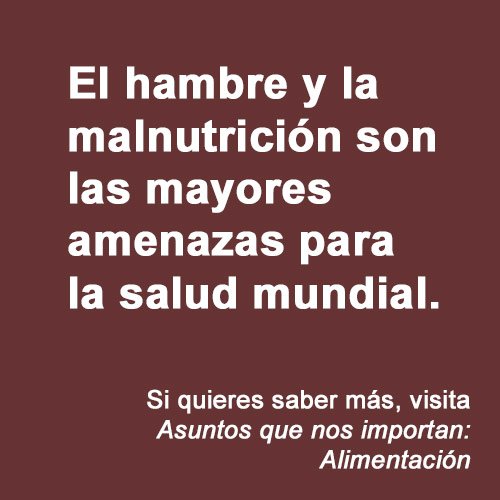 El hambre y la
malnutrición son
las mayores
amenazas para
la salud mundial.
Si quieres saber más, visita
Asuntos que nos importan:
Alimentación